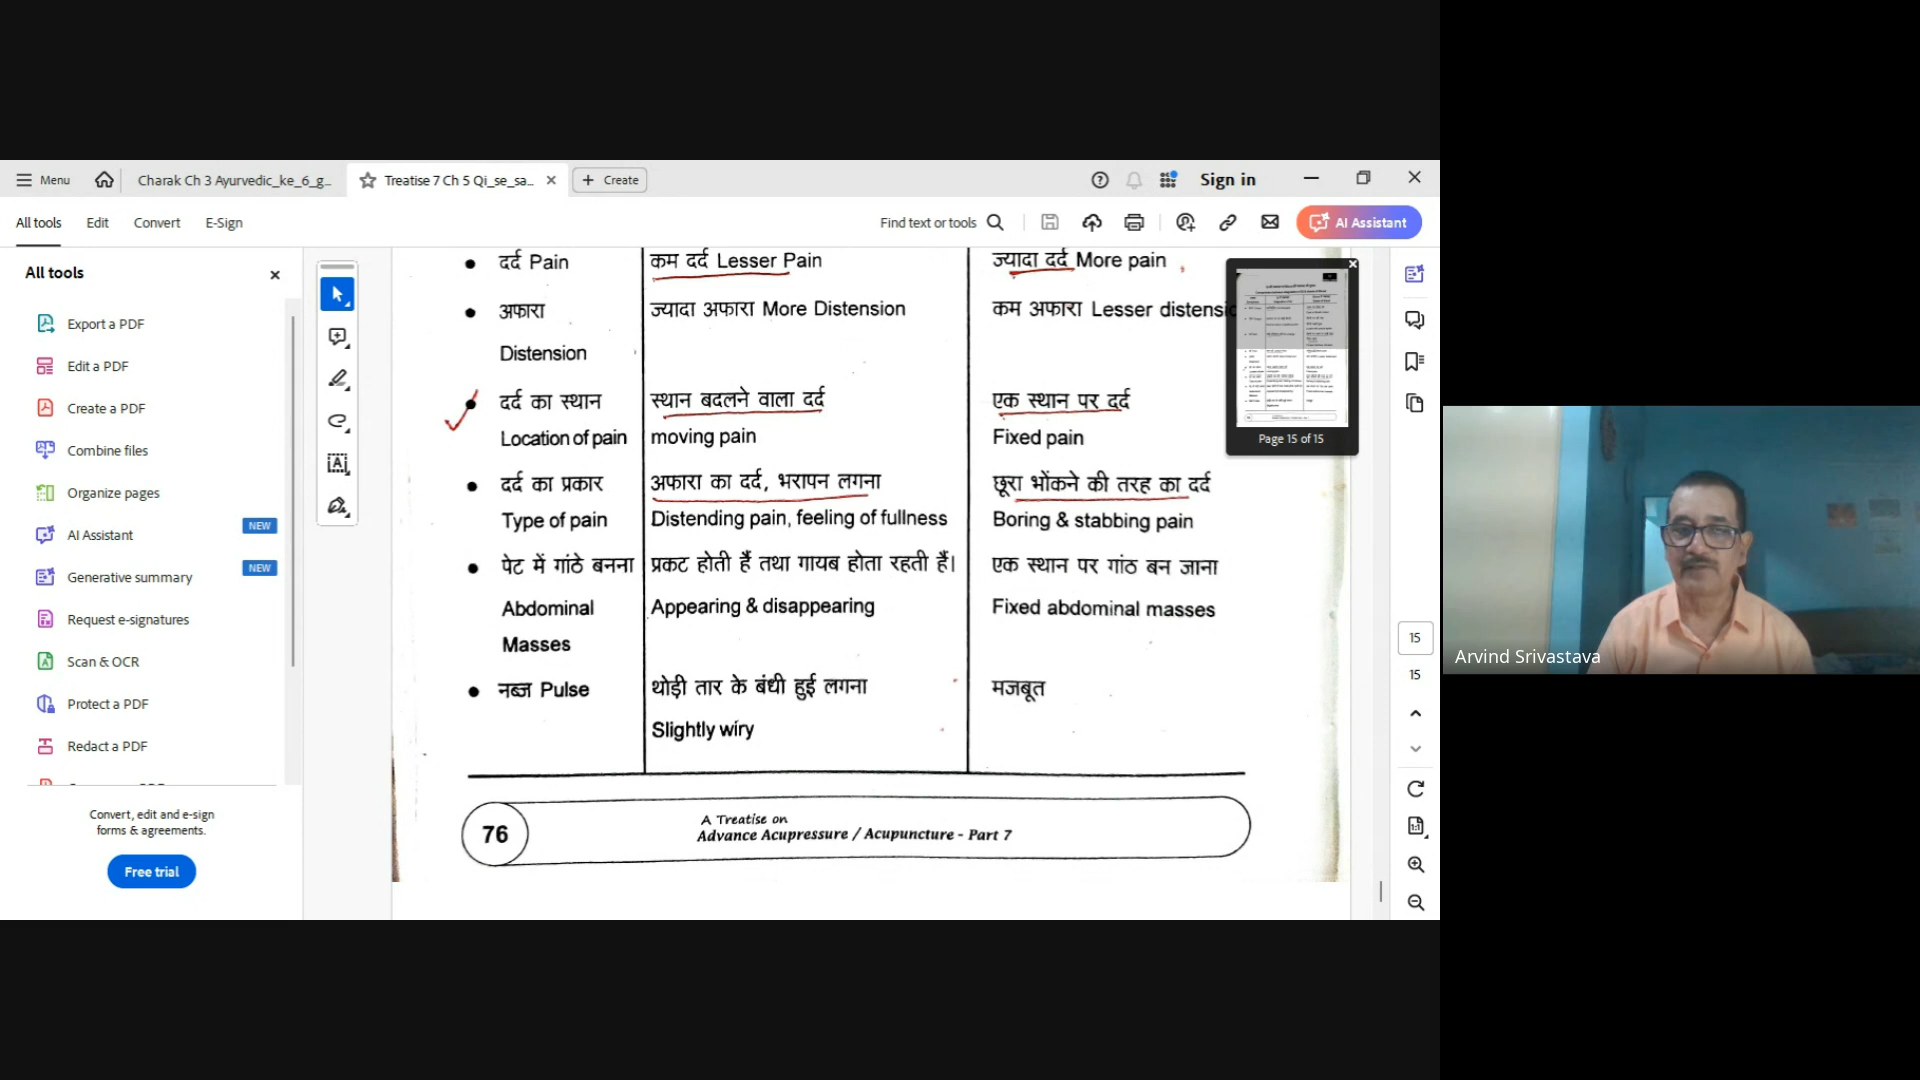 Menu
Charak Ch 3 Ayurvedic_ke_6_g...
Treatise 7 Ch 5 Qi_se_sa...
Create
Sign in
All tools
Edit
Convert
E-Sign
Find text or tools
AI Assistant
All tools
Export a PDF
Edit a PDF
Create a PDF
Combine files
Organize pages
AI Assistant NEW
Generative summary NEW
Request e-signatures
Scan & OCR
Protect a PDF
Redact a PDF
Convert, edit and e-sign
forms & agreements.
Free trial
• दर्द Pain कम दर्द Lesser Pain ज्यादा दर्द More pain
• अफारा ज्यादा अफारा More Distension कम अफारा Lesser distensio
Distension
• दर्द का स्थान स्थान बदलने वाला दर्द एक स्थान पर दर्द
Location of pain moving pain Fixed pain
• दर्द का प्रकार अफारा का दर्द, भरापन लगना छूरा भोंकने की तरह का दर्द
Type of pain Distending pain, feeling of fullness Boring & stabbing pain
• पेट में गांठे बनना प्रकट होती हैं तथा गायब होता रहती हैं। एक स्थान पर गांठ बन जाना
Abdominal Appearing & disappearing Fixed abdominal masses
Masses
• नब्ज Pulse थोड़ी तार के बंधी हुई लगना मजबूत
Slightly wiry
76
A Treatise on
Advance Acupressure / Acupuncture - Part 7
Page 15 of 15
15
15
Arvind Srivastava